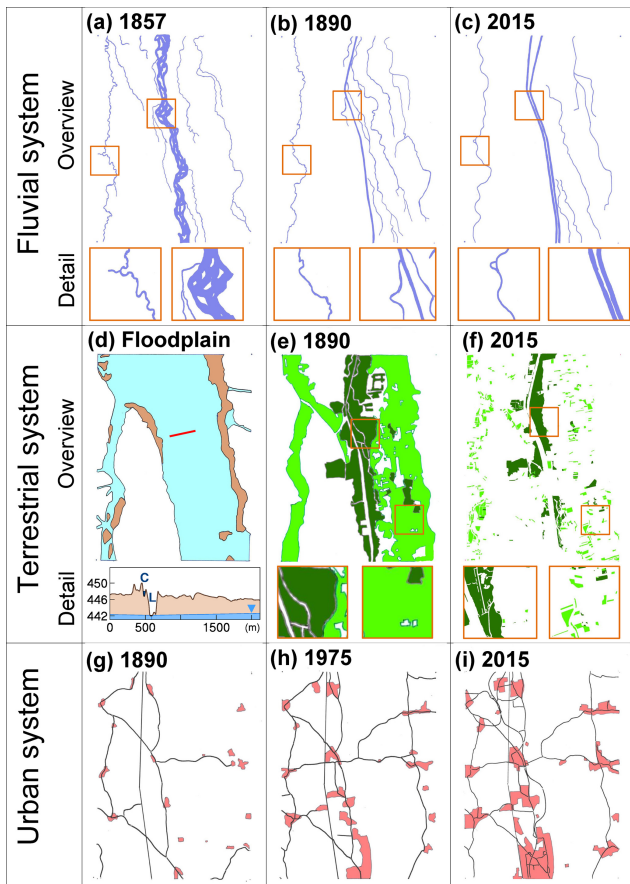 (a) 1857
(b) 1890
(c) 2015
Fluvial system
Overview
Detail
(d) Floodplain
(e) 1890
(f) 2015
Terrestrial system
Overview
Detail
C
L
450
446
442
0
500
1500
(m)
(g) 1890
(h) 1975
(i) 2015
Urban system